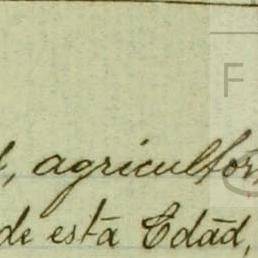 F
, agricultor,
de esta Edad,